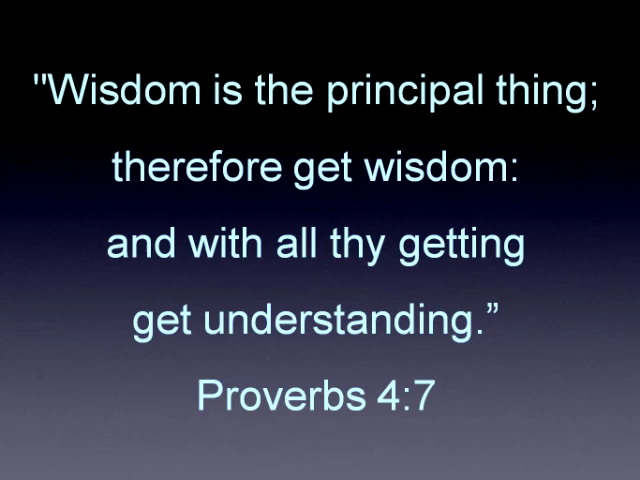 "Wisdom is the principal thing;
therefore get wisdom:
and with all thy getting
get understanding.”
Proverbs 4:7